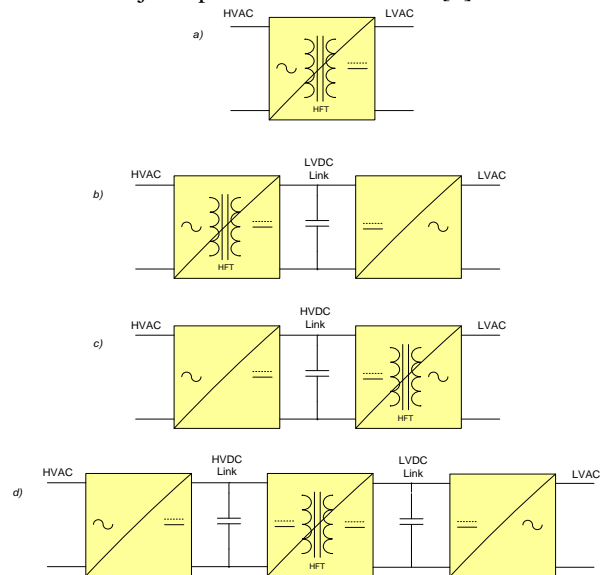 HVAC LVAC
a)
HFT
LVDC
Link
HVAC LVAC
b)
HFT
HVDC
Link
HVAC LVAC
c)
HFT
HVDC LVDC
Link Link
HVAC LVAC
d)
HFT